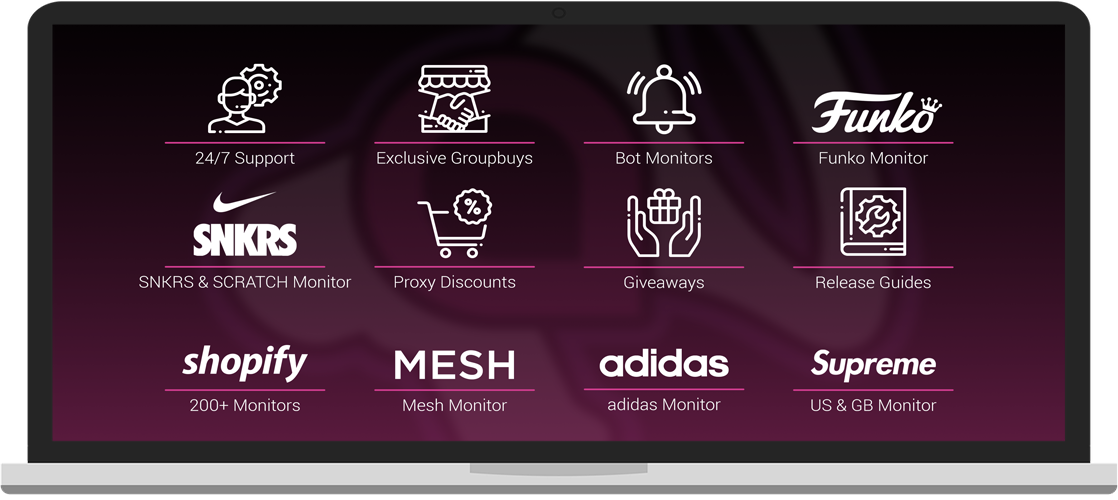 24/7 Support
Exclusive Groupbuys
Bot Monitors
Funko
Funko Monitor
SNKRS
SNKRS & SCRATCH Monitor
%
Proxy Discounts
Giveaways
Release Guides
shopify
200+ Monitors
MESH
Mesh Monitor
adidas
adidas Monitor
Supreme
US & GB Monitor